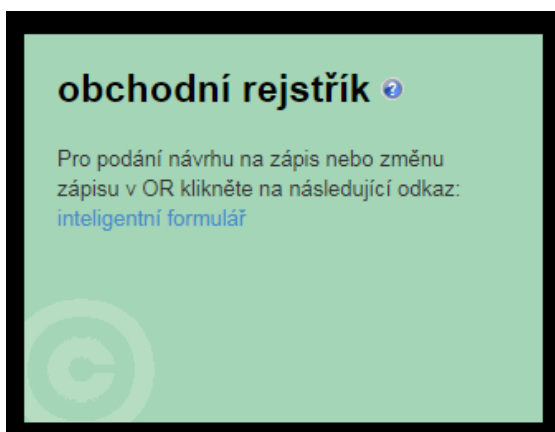 obchodní rejstřík
Pro podání návrhu na zápis nebo změnu
zápisu v OR klikněte na následující odkaz:
inteligentní formulář